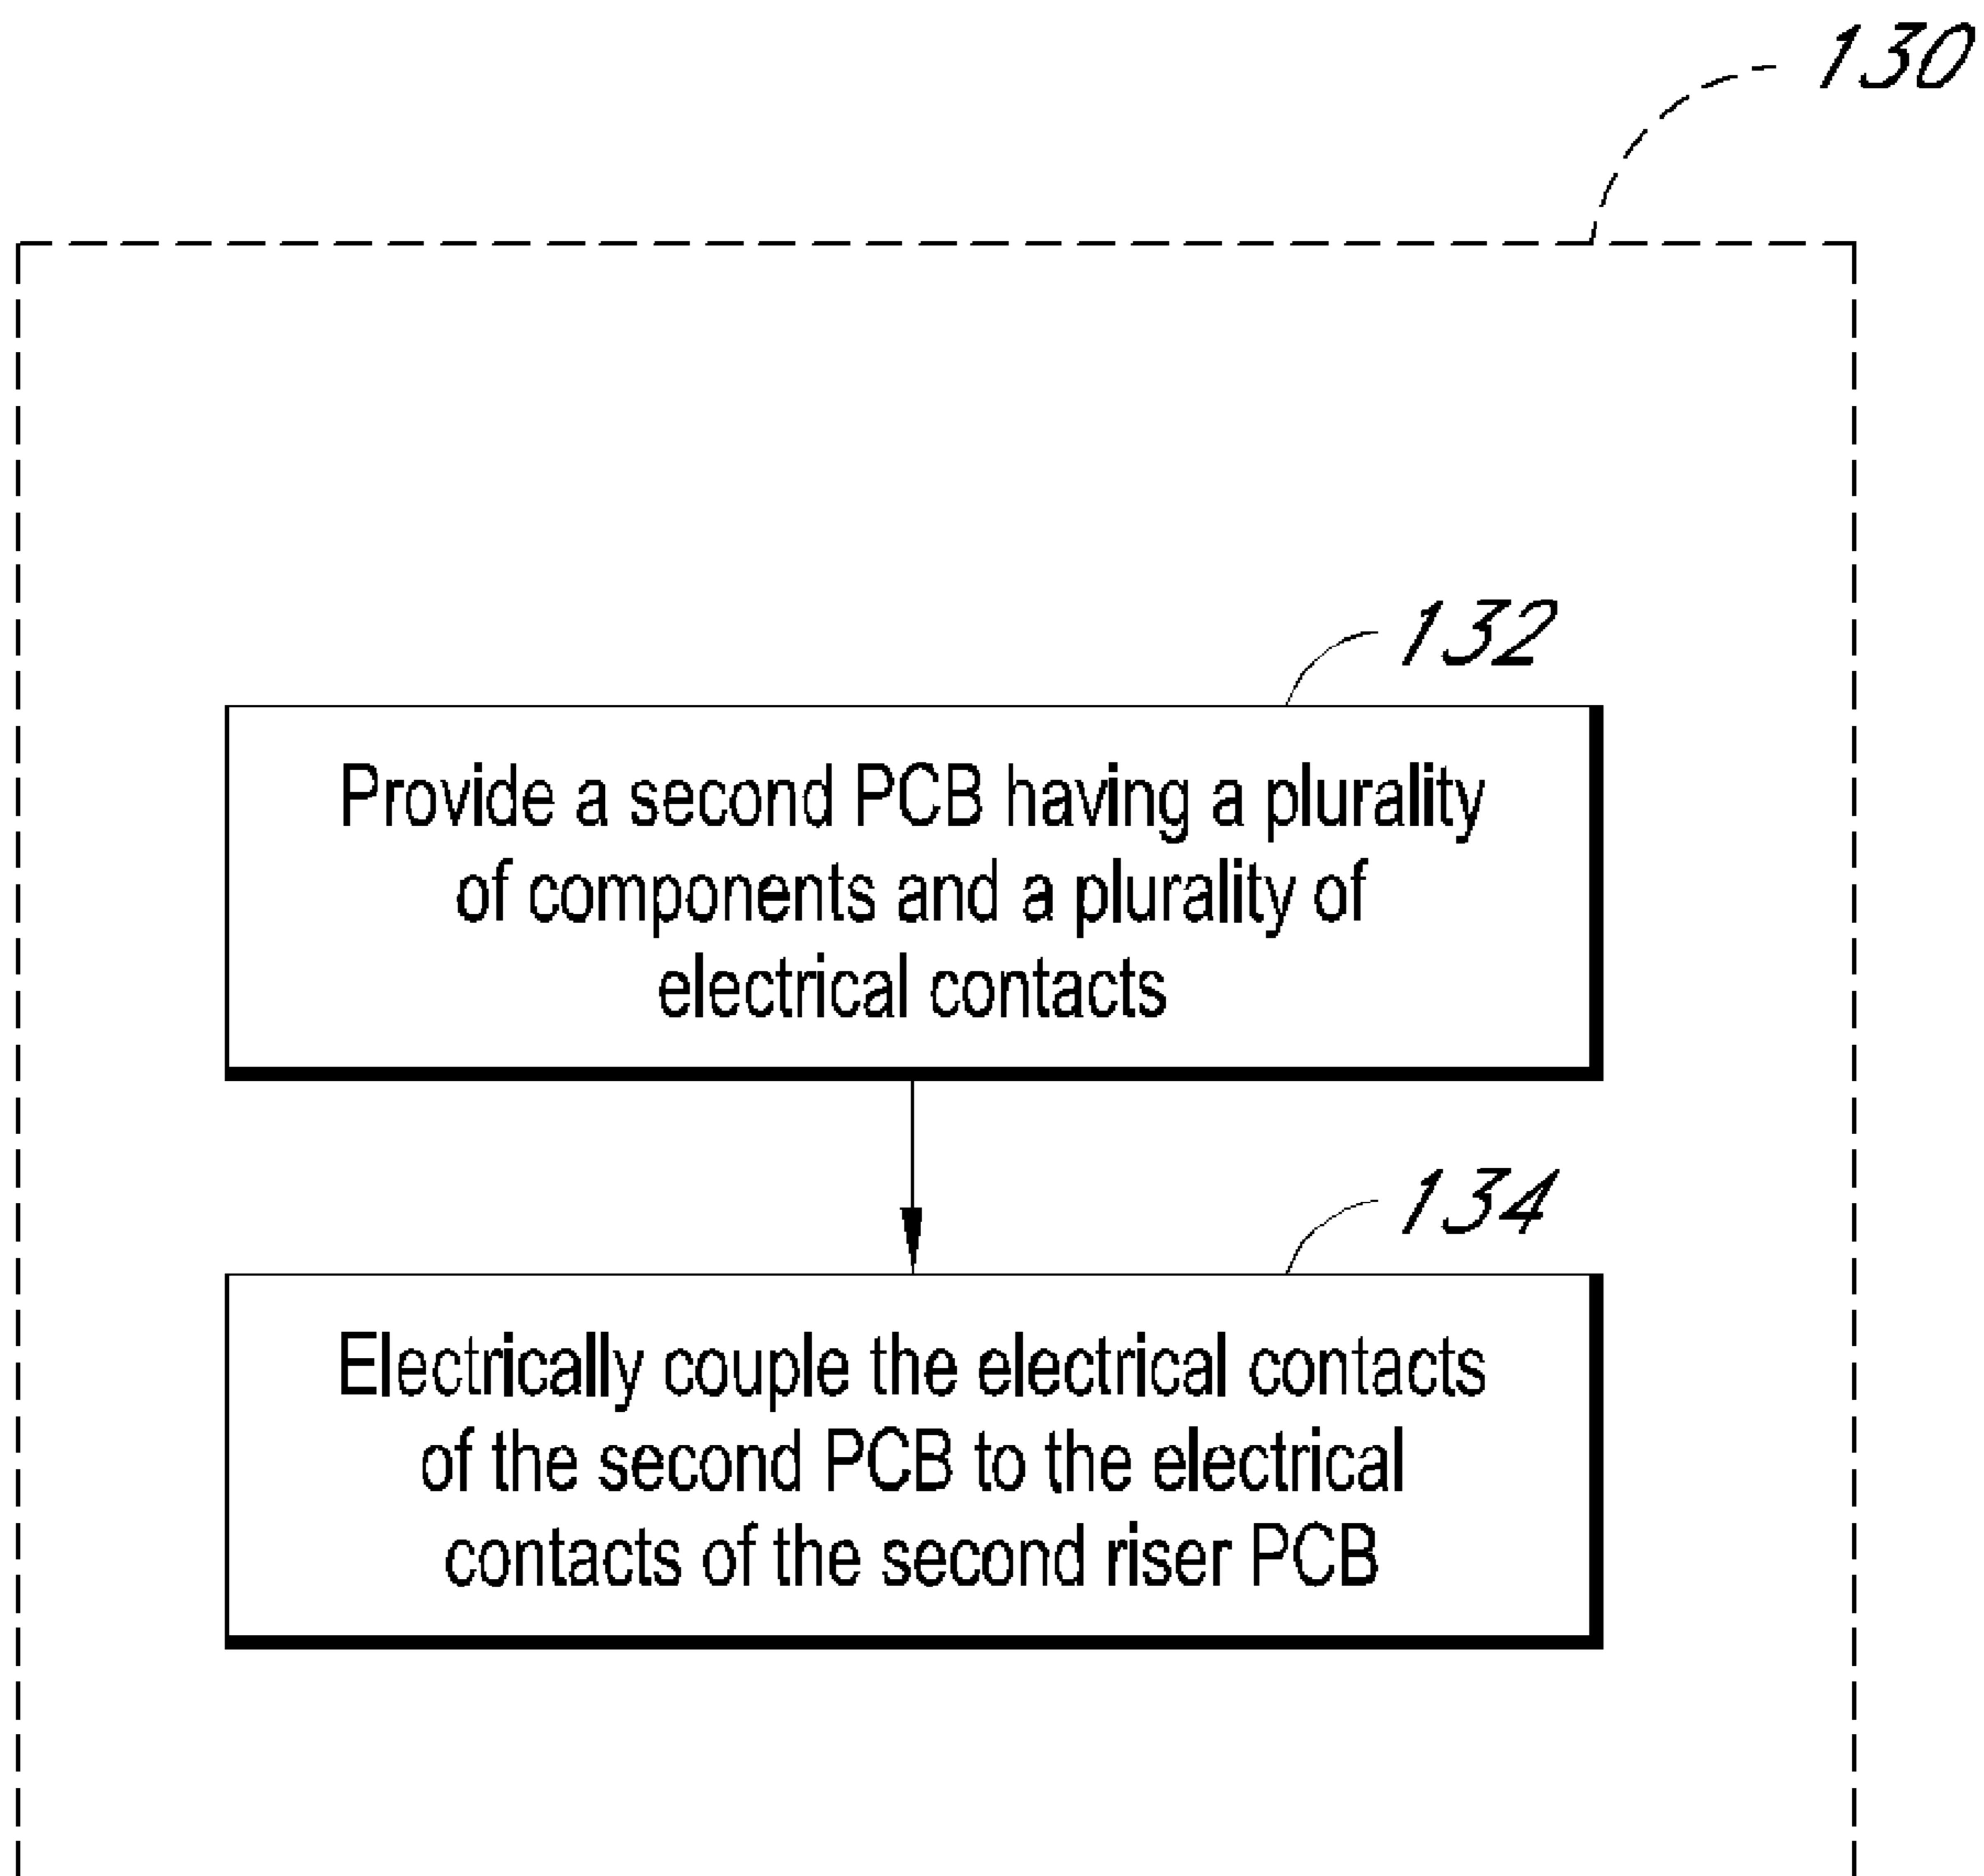 130
132
Provide a second PCB having a plurality
of components and a plurality of
electrical contacts
134
Electrically couple the electrical contacts
of the second PCB to the electrical
contacts of the second riser PCB